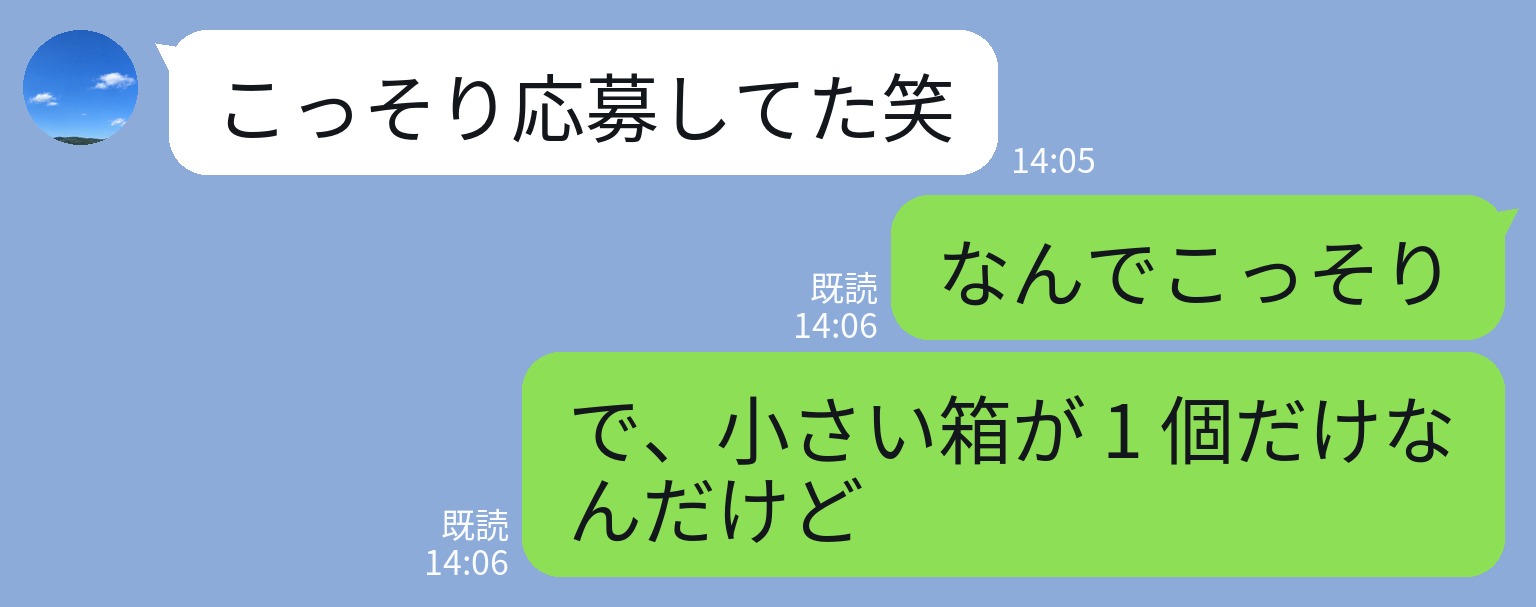 こっそり応募してた笑
14:05
なんでこっそり
既読
14:06
で、小さい箱が1個だけな
んだけど
既読
14:06